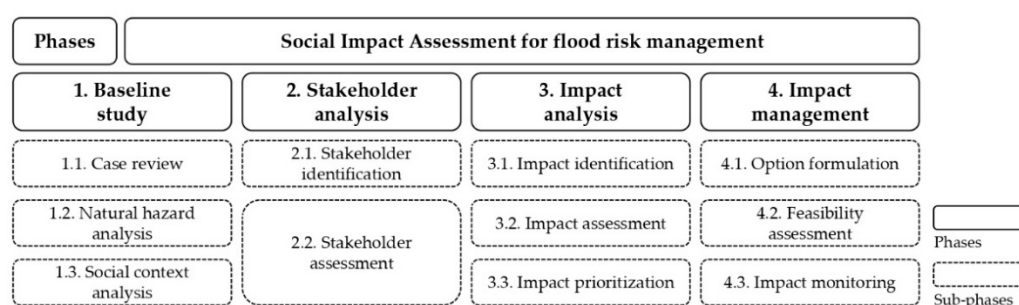 Phases
Social Impact Assessment for flood risk management
1. Baseline
study
2. Stakeholder
analysis
3. Impact
analysis
4. Impact
management
1.1. Case review
2.1. Stakeholder
identification
3.1. Impact identification
4.1. Option formulation
1.2. Natural hazard
analysis
2.2. Stakeholder
assessment
3.2. Impact assessment
4.2. Feasibility
assessment
1.3. Social context
analysis
3.3. Impact prioritization
4.3. Impact monitoring
Phases
Sub-phases